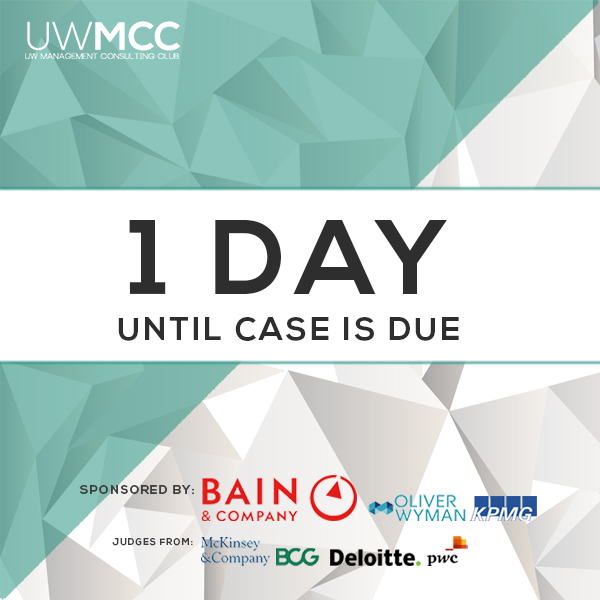 UWMCC
UW MANAGEMENT CONSULTING CLUB
1 DAY
UNTIL CASE IS DUE
SPONSORED BY: BAIN & COMPANY OLIVER WYMAN KPMG
JUDGES FROM: McKinsey &Company BCG Deloitte. pwc